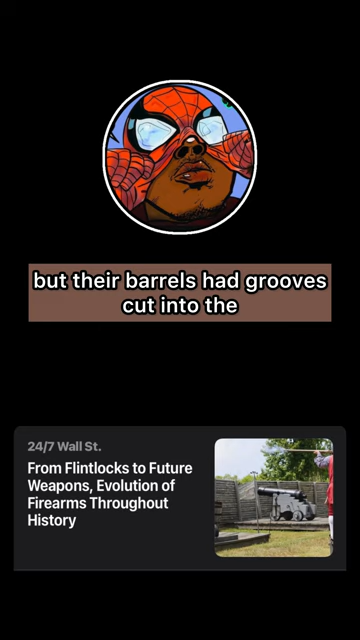 but their barrels had grooves
cut into the
24/7 Wall St.
From Flintlocks to Future
Weapons, Evolution of
Firearms Throughout
History